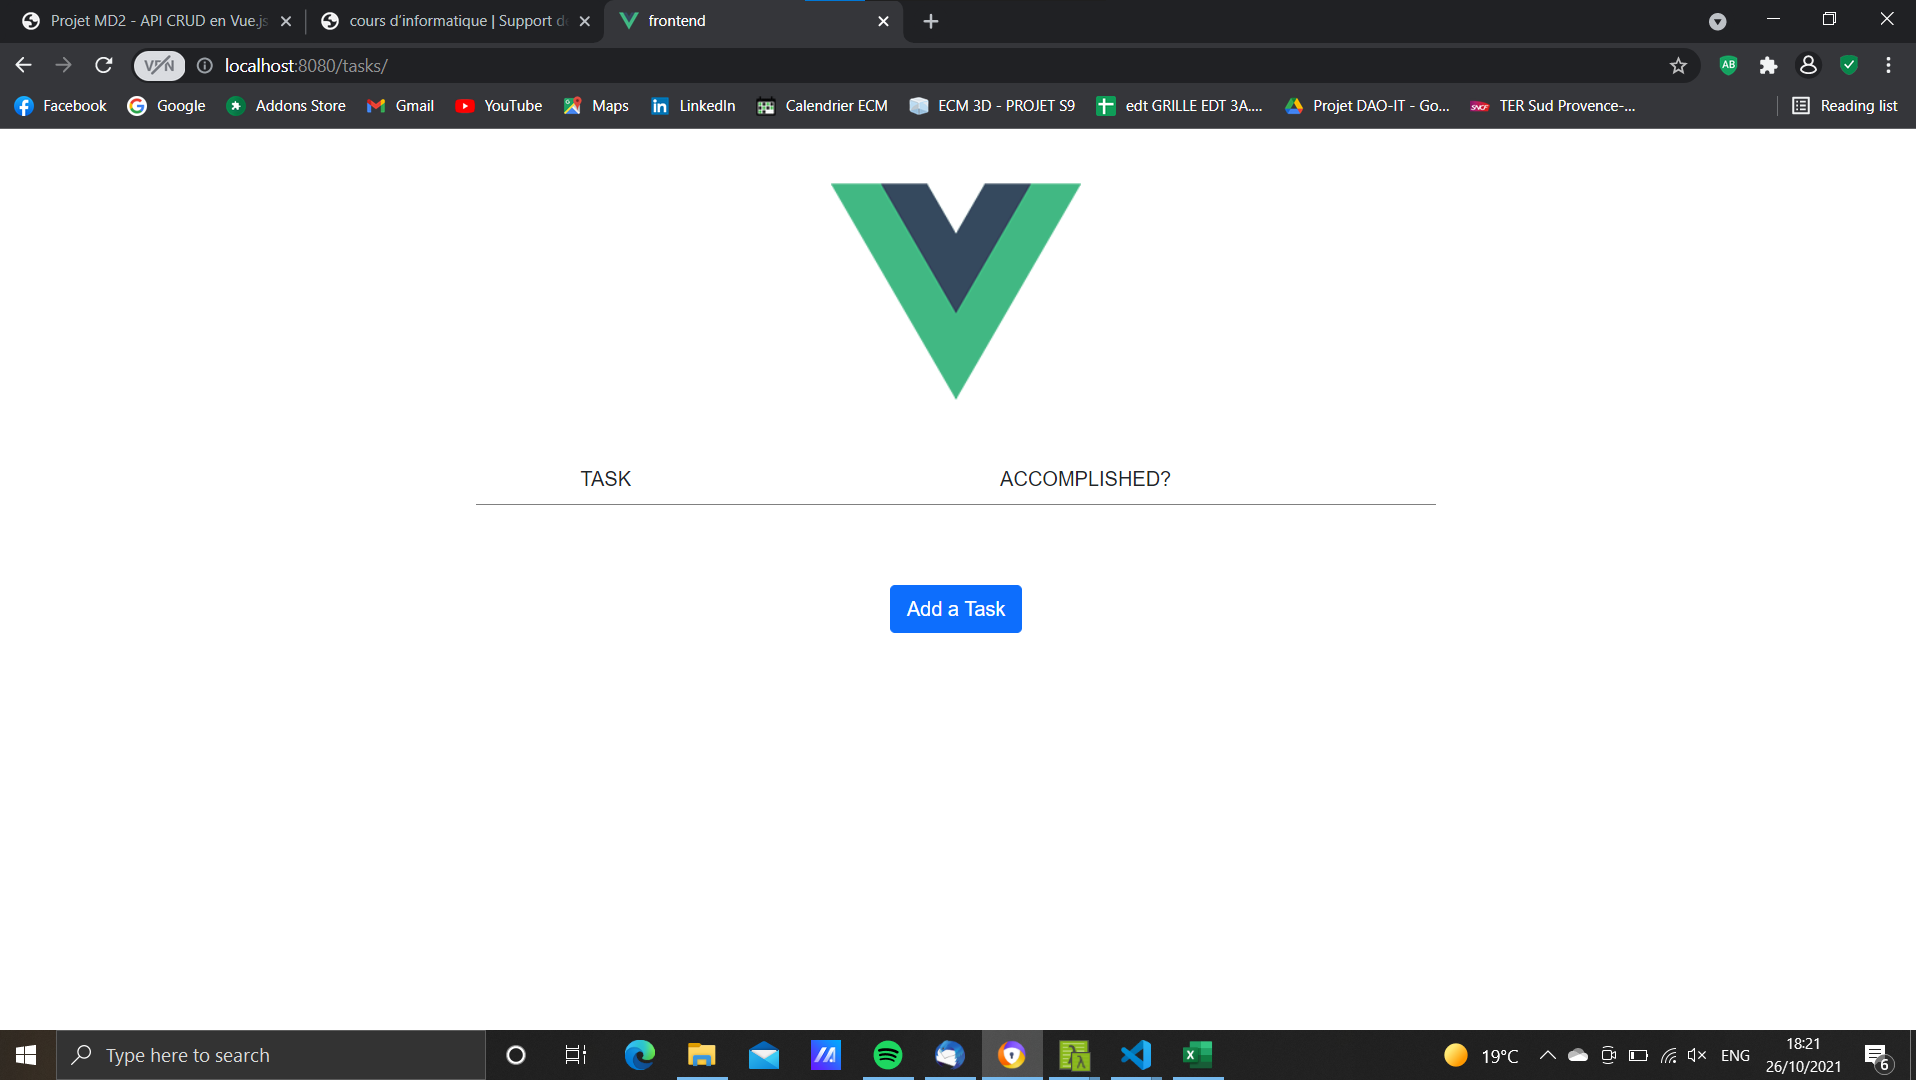 Projet MD2 - API CRUD en Vue.js
cours d'informatique | Support de
frontend
VPN
localhost:8080/tasks/
AB
Facebook
Google
Addons Store
Gmail
YouTube
Maps
LinkedIn
Calendrier ECM
ECM 3D - PROJET S9
edt GRILLE EDT 3A....
Projet DAO-IT - Go...
SNCF
TER Sud Provence-...
Reading list
TASK
ACCOMPLISHED?
Add a Task
Type here to search
19°C
ENG
18:21
26/10/2021
6